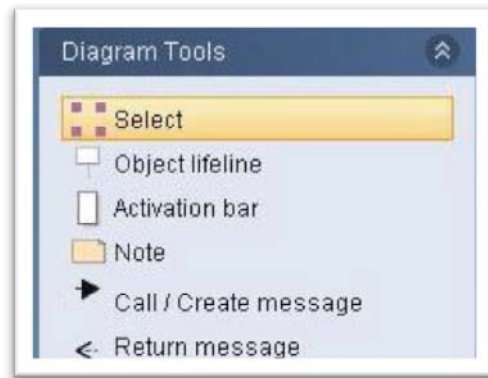 Diagram Tools
Select
Object lifeline
Activation bar
Note
Call / Create message
Return message